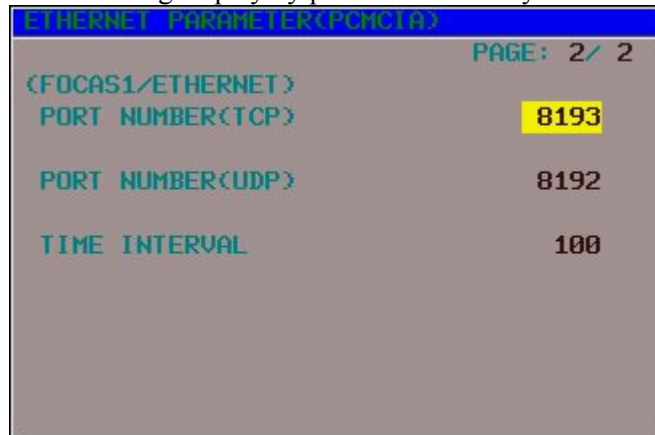 ETHERNET PARAMETER(PCMCIA)
PAGE: 2/ 2
(FOCAS1/ETHERNET)
PORT NUMBER(TCP) 8193
PORT NUMBER(UDP) 8192
TIME INTERVAL 100